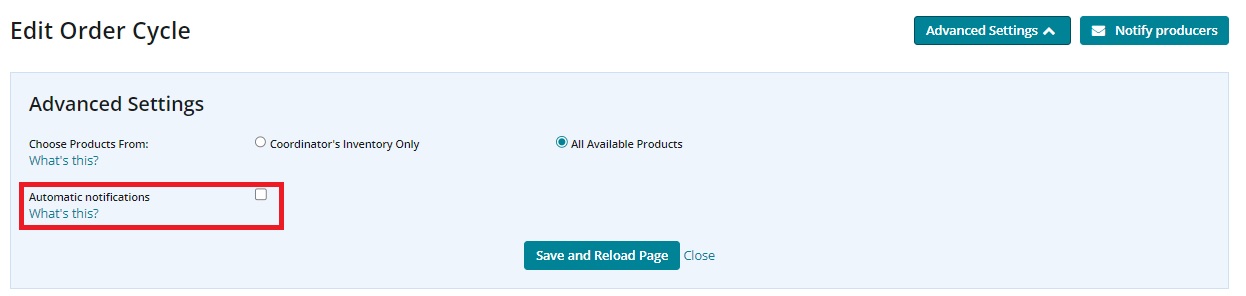 Edit Order Cycle
Advanced Settings
Notify producers
Advanced Settings
Choose Products From:
Coordinator's Inventory Only
All Available Products
What's this?
Automatic notifications
What's this?
Save and Reload Page
Close